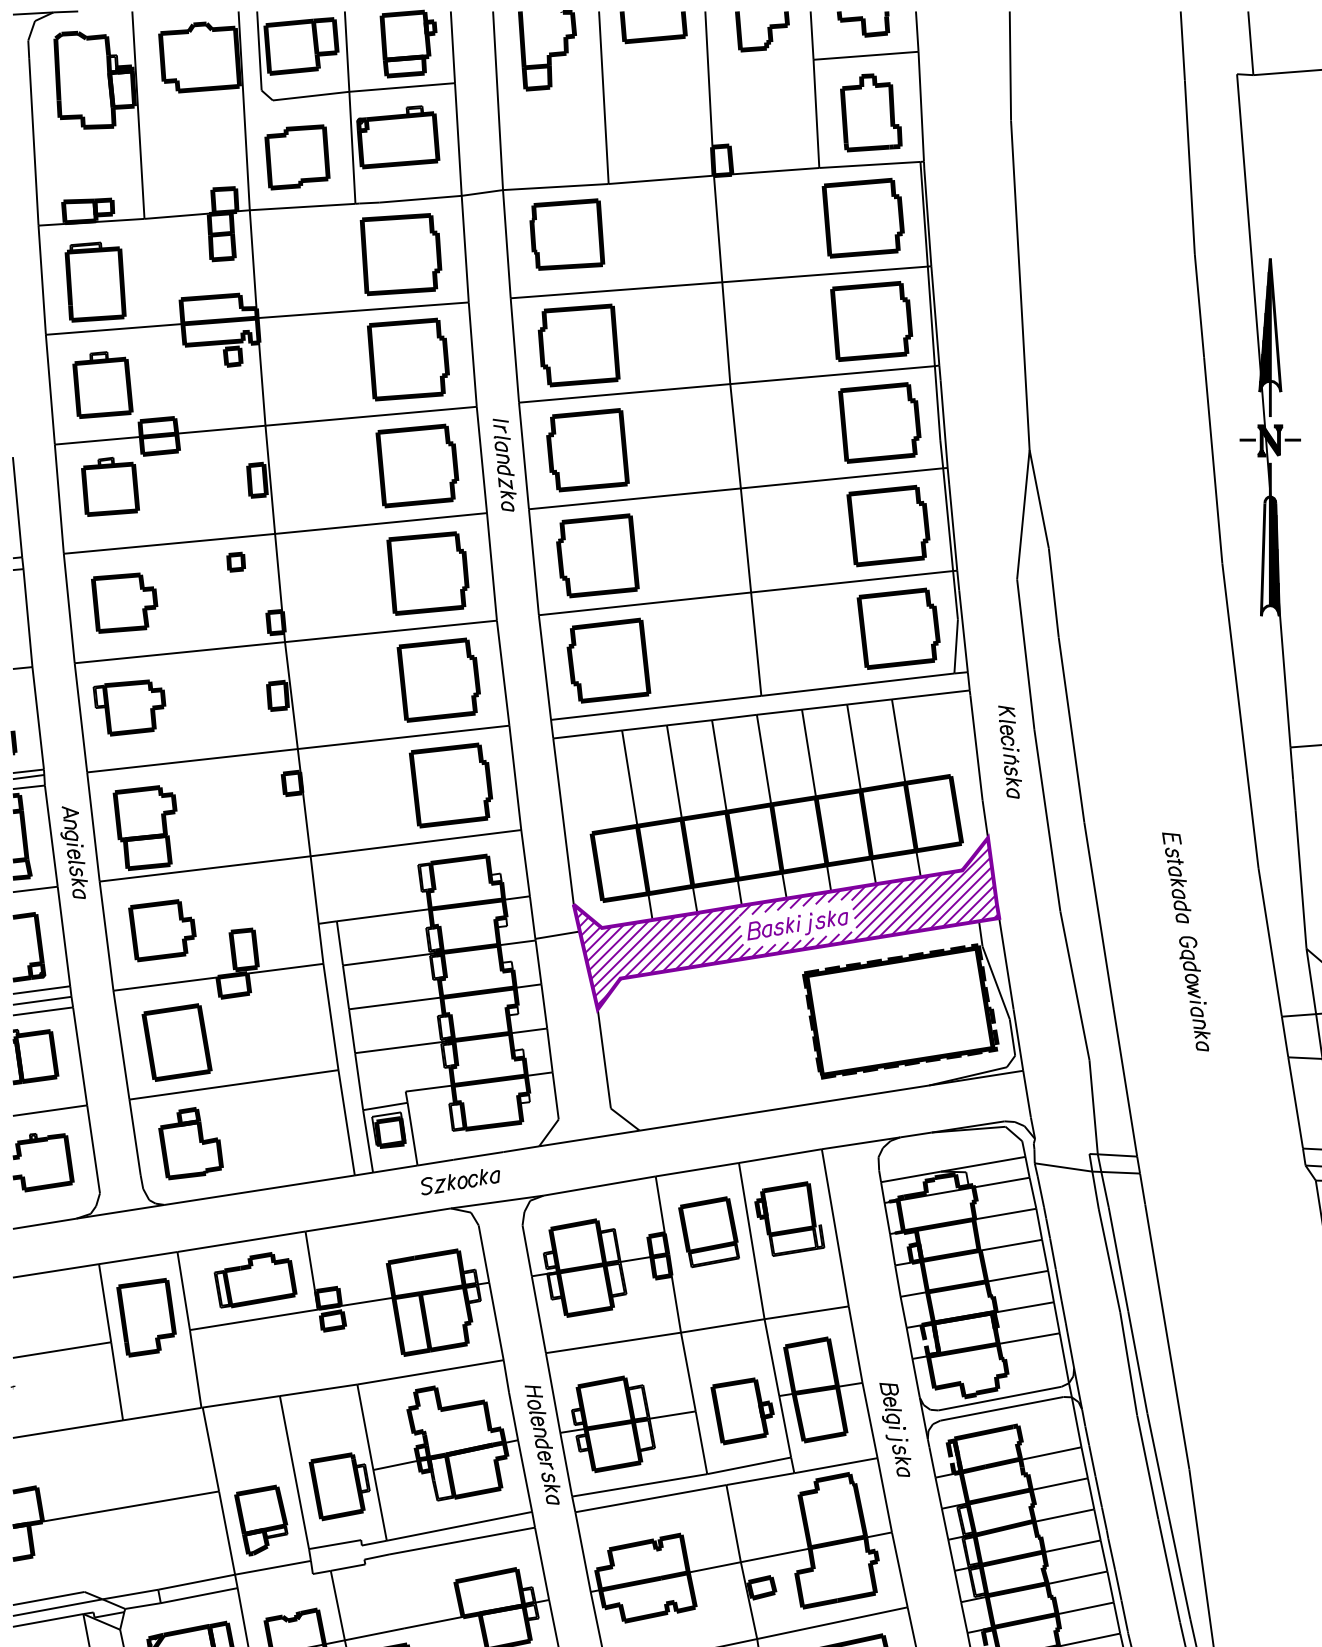 Irlandzka
N
Klecińska
Angielska
Estakada Gądowianka
Baskijska
Szkocka
Holenderska
Belgijska